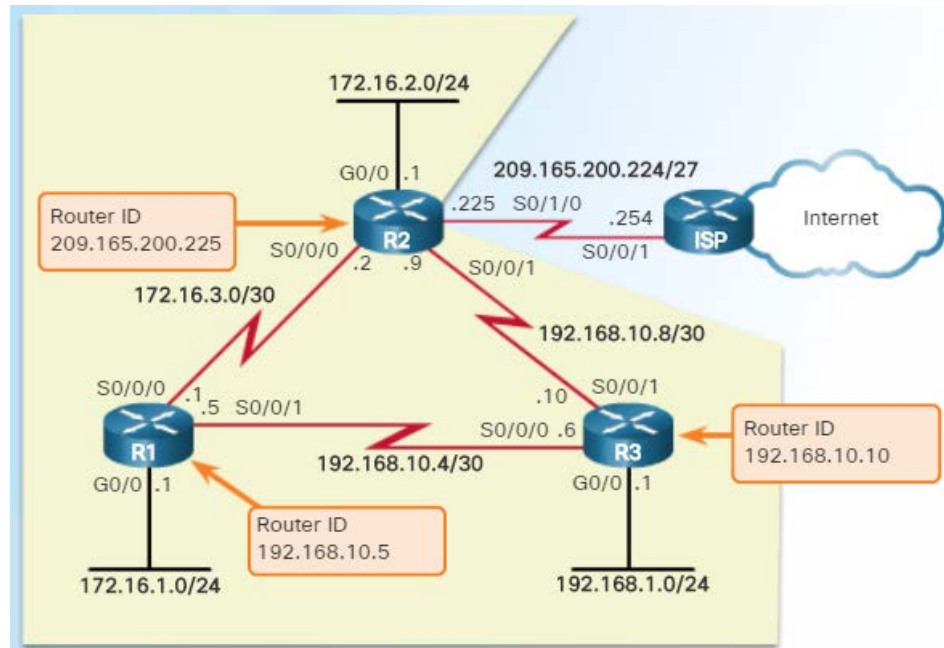 172.16.2.0/24
G0/0 .1
209.165.200.224/27
Router ID
209.165.200.225
.225 S0/1/0
.254
ISP
Internet
R2
S0/0/1
S0/0/0
.2 .9
S0/0/1
172.16.3.0/30
192.168.10.8/30
S0/0/0 .1
.5 S0/0/1
.10 S0/0/1
S0/0/0 .6
R1
R3
Router ID
192.168.10.10
192.168.10.4/30
G0/0 .1
G0/0 .1
Router ID
192.168.10.5
172.16.1.0/24
192.168.1.0/24